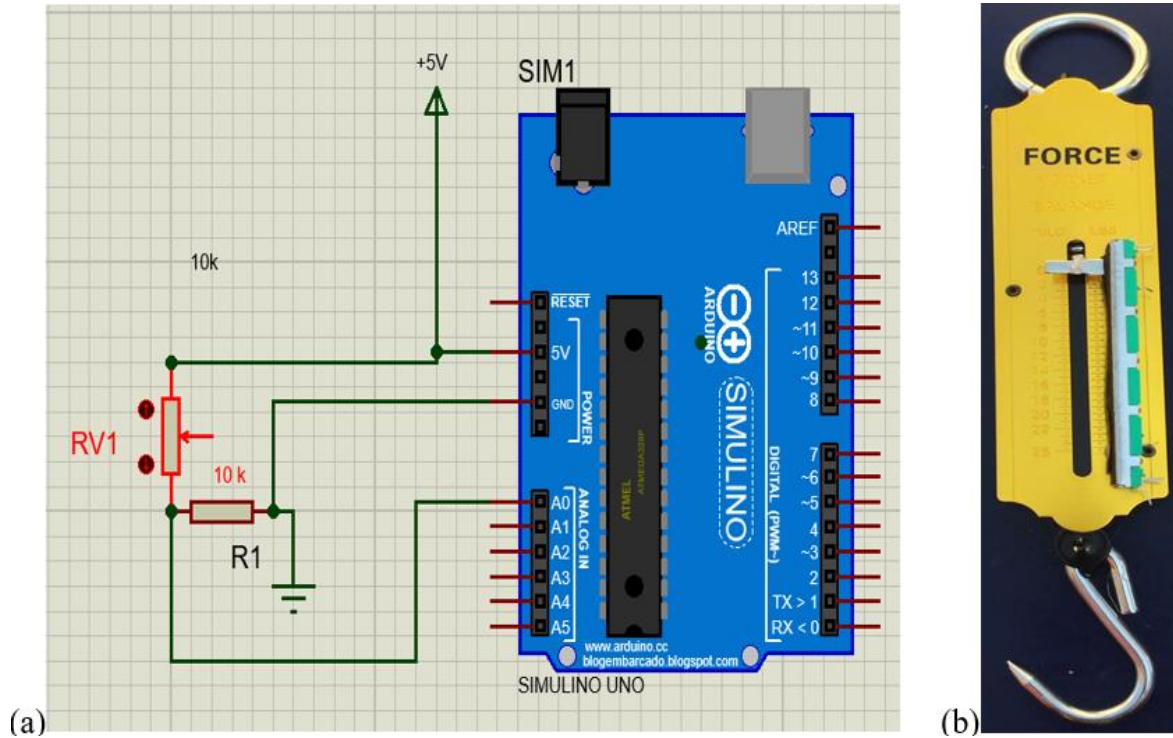 +5V
SIM1
10k
RV1
10 k
R1
RESET
5V
GND
POWER
A0
A1
A2
A3
A4
A5
ANALOG IN
ATMEL
ATMEGA328P
ARDUINO
SIMULINO
AREF
13
12
~11
~10
~9
8
7
~6
~5
4
~3
2
TX > 1
RX < 0
DIGITAL (PWM~)
www.arduino.cc
blogembarcado.blogspot.com
SIMULINO UNO
(a)
FORCE
(b)